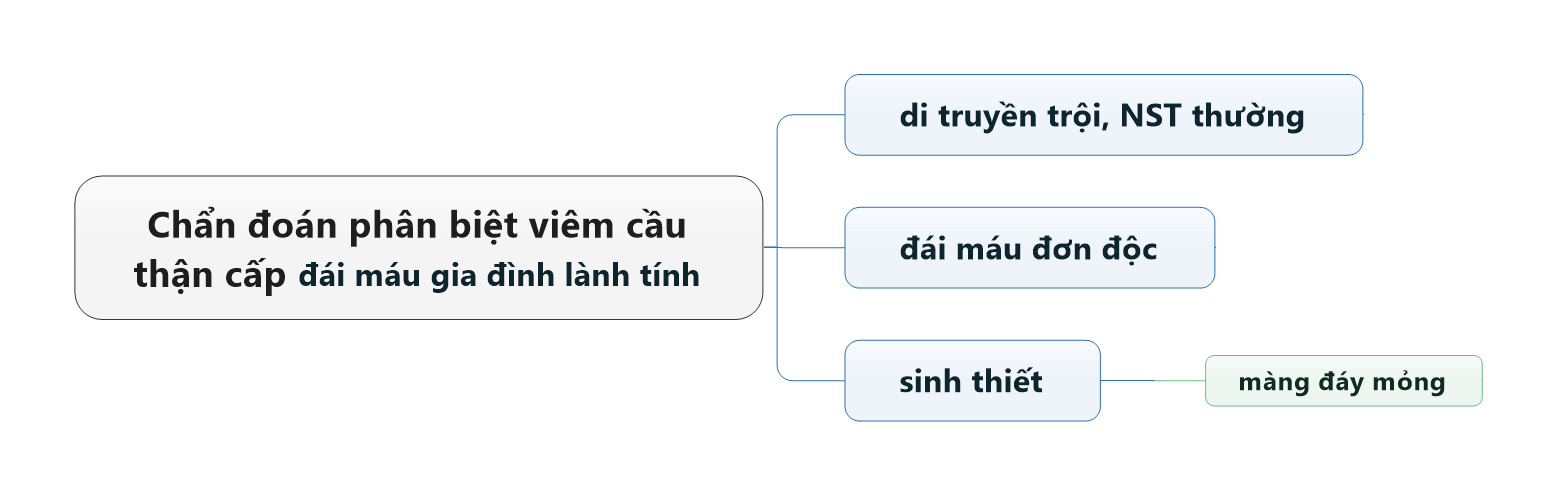 Chẩn đoán phân biệt viêm cầu
thận cấp đái máu gia đình lành tính
di truyền trội, NST thường
đái máu đơn độc
sinh thiết
màng đáy mỏng